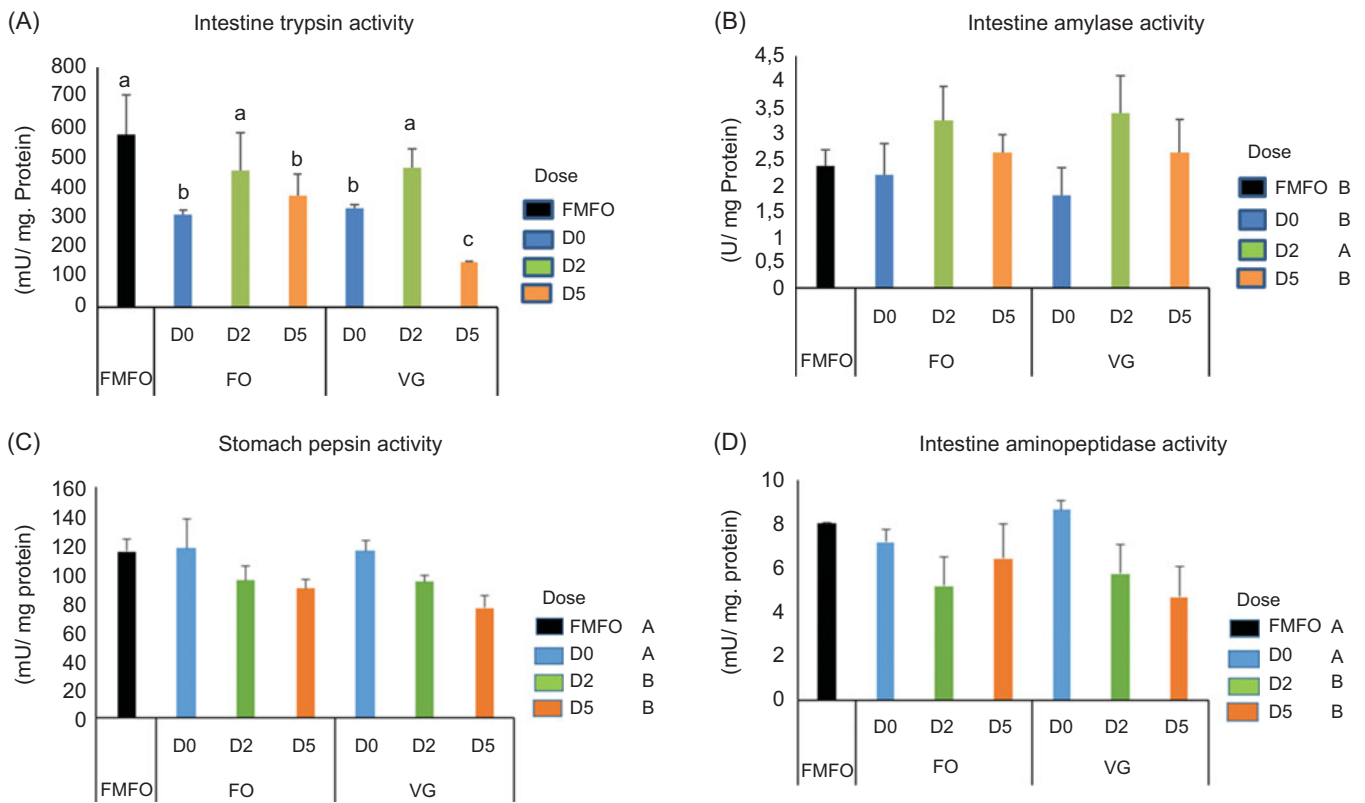 (A) Intestine trypsin activity
(mU/ mg. Protein)
800
700
600
500
400
300
200
100
0
a
b
a
b
b
a
c
D0 D2 D5 D0 D2 D5
FMFO FO VG
Dose
FMFO
D0
D2
D5
(B) Intestine amylase activity
(U/ mg Protein)
4,5
4
3,5
3
2,5
2
1,5
1
0,5
0
D0 D2 D5 D0 D2 D5
FMFO FO VG
Dose
FMFO B
D0 B
D2 A
D5 B
(C) Stomach pepsin activity
(mU/ mg protein)
160
140
120
100
80
60
40
20
0
D0 D2 D5 D0 D2 D5
FMFO FO VG
Dose
FMFO A
D0 A
D2 B
D5 B
(D) Intestine aminopeptidase activity
(mU/ mg. protein)
10
8
6
4
2
0
D0 D2 D5 D0 D2 D5
FMFO FO VG
Dose
FMFO A
D0 A
D2 B
D5 B